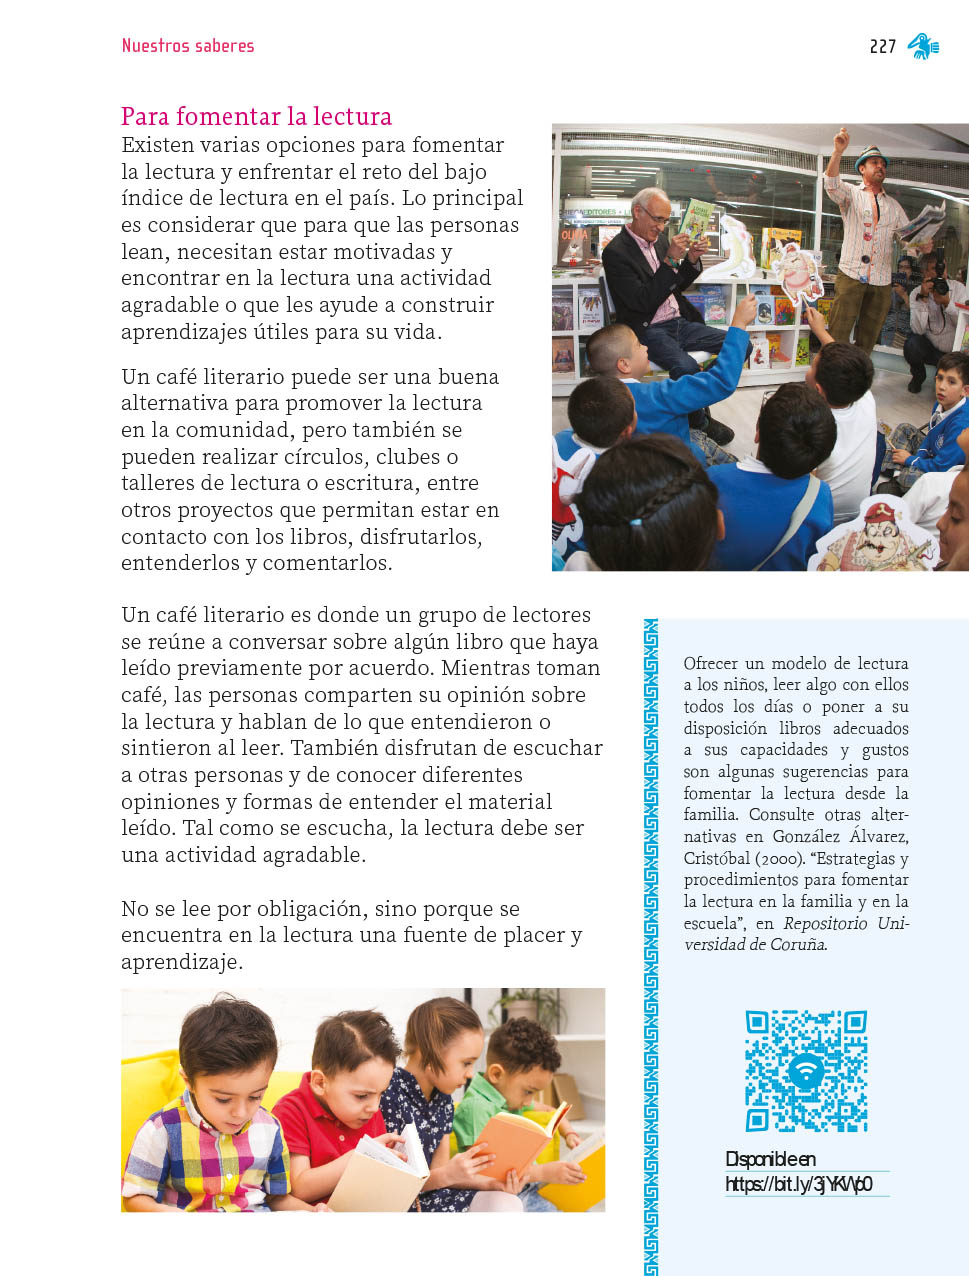 Nuestros saberes
227
Para fomentar la lectura
Existen varias opciones para fomentar
la lectura y enfrentar el reto del bajo
índice de lectura en el país. Lo principal
es considerar que para que las personas
lean, necesitan estar motivadas y
encontrar en la lectura una actividad
agradable o que les ayude a construir
aprendizajes útiles para su vida.
Un café literario puede ser una buena
alternativa para promover la lectura
en la comunidad, pero también se
pueden realizar círculos, clubes o
talleres de lectura o escritura, entre
otros proyectos que permitan estar en
contacto con los libros, disfrutarlos,
entenderlos y comentarlos.
Un café literario es donde un grupo de lectores
se reúne a conversar sobre algún libro que haya
leído previamente por acuerdo. Mientras toman
café, las personas comparten su opinión sobre
la lectura y hablan de lo que entendieron o
sintieron al leer. También disfrutan de escuchar
a otras personas y de conocer diferentes
opiniones y formas de entender el material
leído. Tal como se escucha, la lectura debe ser
una actividad agradable.
No se lee por obligación, sino porque se
encuentra en la lectura una fuente de placer y
aprendizaje.
Ofrecer un modelo de lectura
a los niños, leer algo con ellos
todos los días o poner a su
disposición libros adecuados
a sus capacidades y gustos
son algunas sugerencias para
fomentar la lectura desde la
familia. Consulte otras alter-
nativas en González Álvarez,
Cristóbal (2000). “Estrategias y
procedimientos para fomentar
la lectura en la familia y en la
escuela”, en Repositorio Uni-
versidad de Coruña.
Disponible en
https://bit.ly/3jYKWp0
EDITORES
OLIVIA